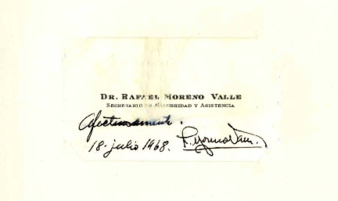 DR. RAFAEL MORENO VALLE
SECRETARIO DE SALUBRIDAD Y ASISTENCIA
Afectuosamente.
18-julio 1968.